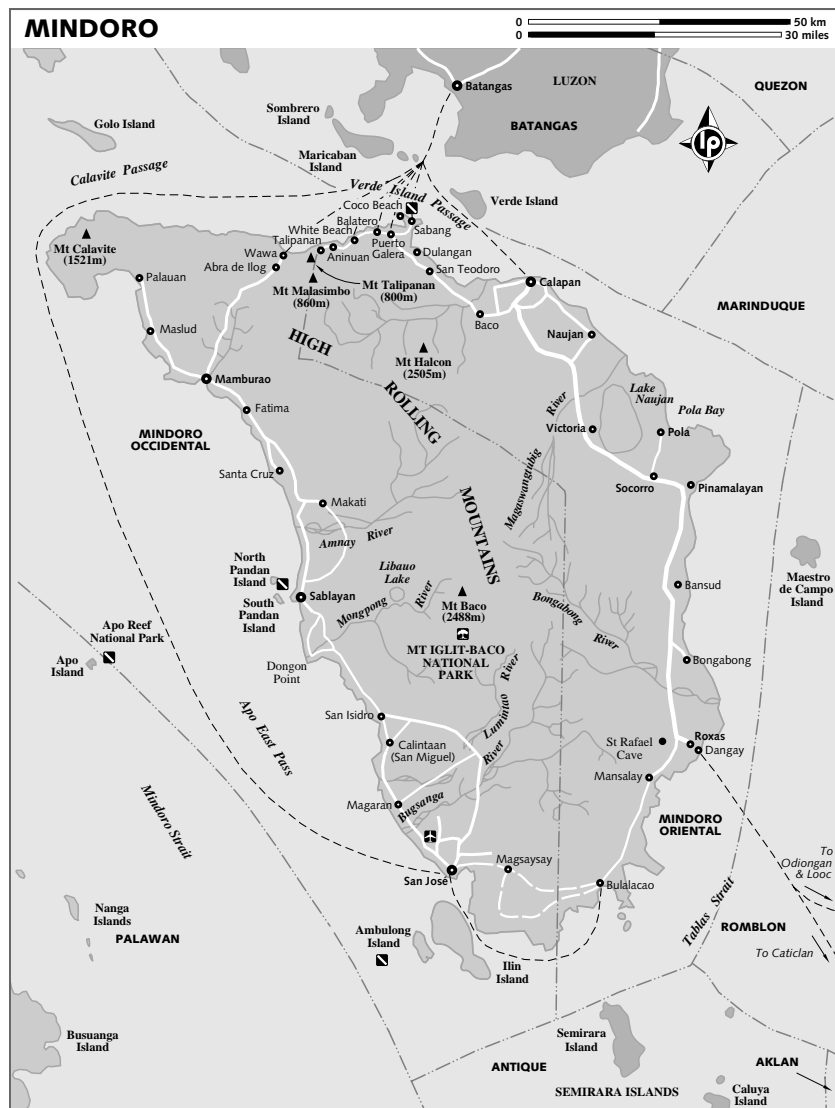 MINDORO
0 50 km
0 30 miles
Batangas
LUZON
QUEZON
Sombrero
Island
BATANGAS
Golo Island
lp
Maricaban
Island
Calavite Passage
Verde Island Passage
Verde Island
Coco Beach
Balatero
Sabang
White Beach
Talipanan
Wawa
Aninuan
Puerto
Galera
Dulangan
Mt Calavite
(1521m)
Abra de Ilog
San Teodoro
Palauan
Mt Talipanan
(800m)
Mt Malasimbo
(860m)
Calapan
MARINDUQUE
Baco
Maslud
Naujan
HIGH
Mt Halcon
(2505m)
Mamburao
ROLLING
Lake
Naujan
Fatima
River
Pola Bay
Victoria
Pola
MINDORO
OCCIDENTAL
Santa Cruz
Magaswangtubig
Socorro
Pinamalayan
MOUNTAINS
Makati
Amnay River
North
Pandan
Island
Libauo
Lake
Maestro
de Campo
Island
Bansud
Sablayan
South
Pandan
Island
Mongpong
River
Mt Baco
(2488m)
Bongabong
River
Apo Reef
National Park
MT IGLIT-BACO
NATIONAL
PARK
Apo
Island
Dongon
Point
Bongabong
River
Lumintao
San Isidro
Apo East Pass
Calintaan
(San Miguel)
St Rafael
Cave
Roxas
Dangay
River
Mansalay
Magaran
Bugsanga
Mindoro Strait
MINDORO
ORIENTAL
To
Odiongan
& Looc
Magsaysay
San José
Bulalacao
Tablas Strait
Nanga
Islands
PALAWAN
Ambulong
Island
ROMBLON
To Caticlan
Ilin
Island
Busuanga
Island
Semirara
Island
ANTIQUE
AKLAN
SEMIRARA ISLANDS
Caluya
Island